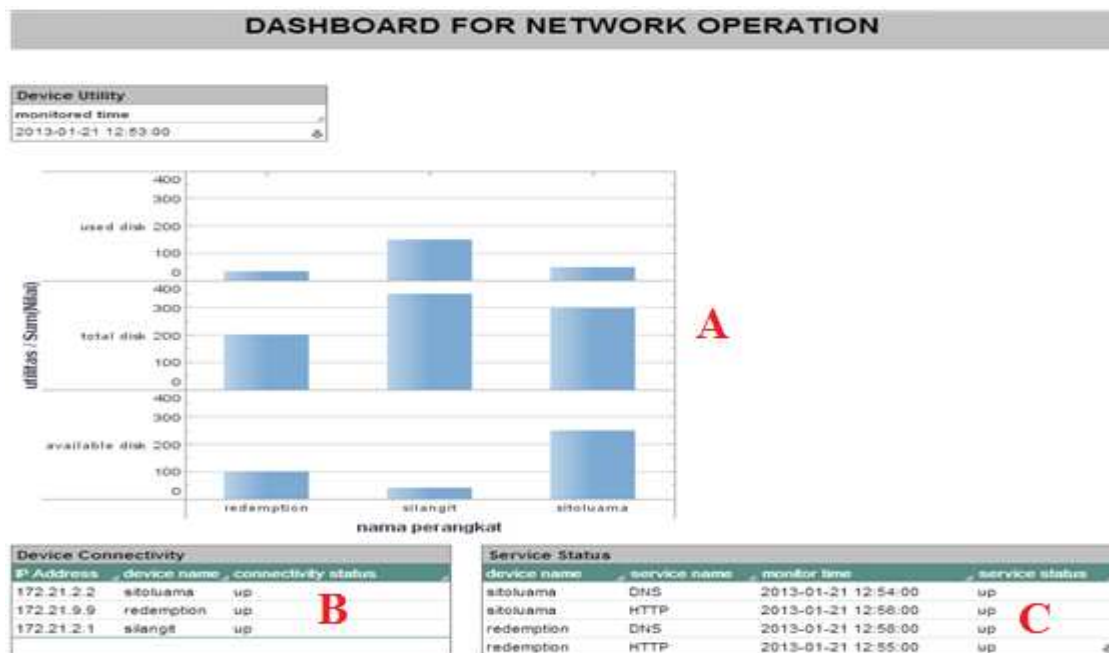 DASHBOARD FOR NETWORK OPERATION
Device Utility
monitored time
2013-01-21 12:53:00
utilitas / Sum(Nilai)
used disk
400
300
200
100
0
total disk
400
300
200
100
0
available disk
400
300
200
100
0
redemption silangit sitoluama
nama perangkat
A
Device Connectivity
IP Address device name connectivity status
172.21.2.2 sitoluama up
172.21.9.9 redemption up
172.21.2.1 silangit up
B
Service Status
device name service name monitor time service status
sitoluama DNS 2013-01-21 12:54:00 up
sitoluama HTTP 2013-01-21 12:56:00 up
redemption DNS 2013-01-21 12:56:00 up
redemption HTTP 2013-01-21 12:55:00 up
C